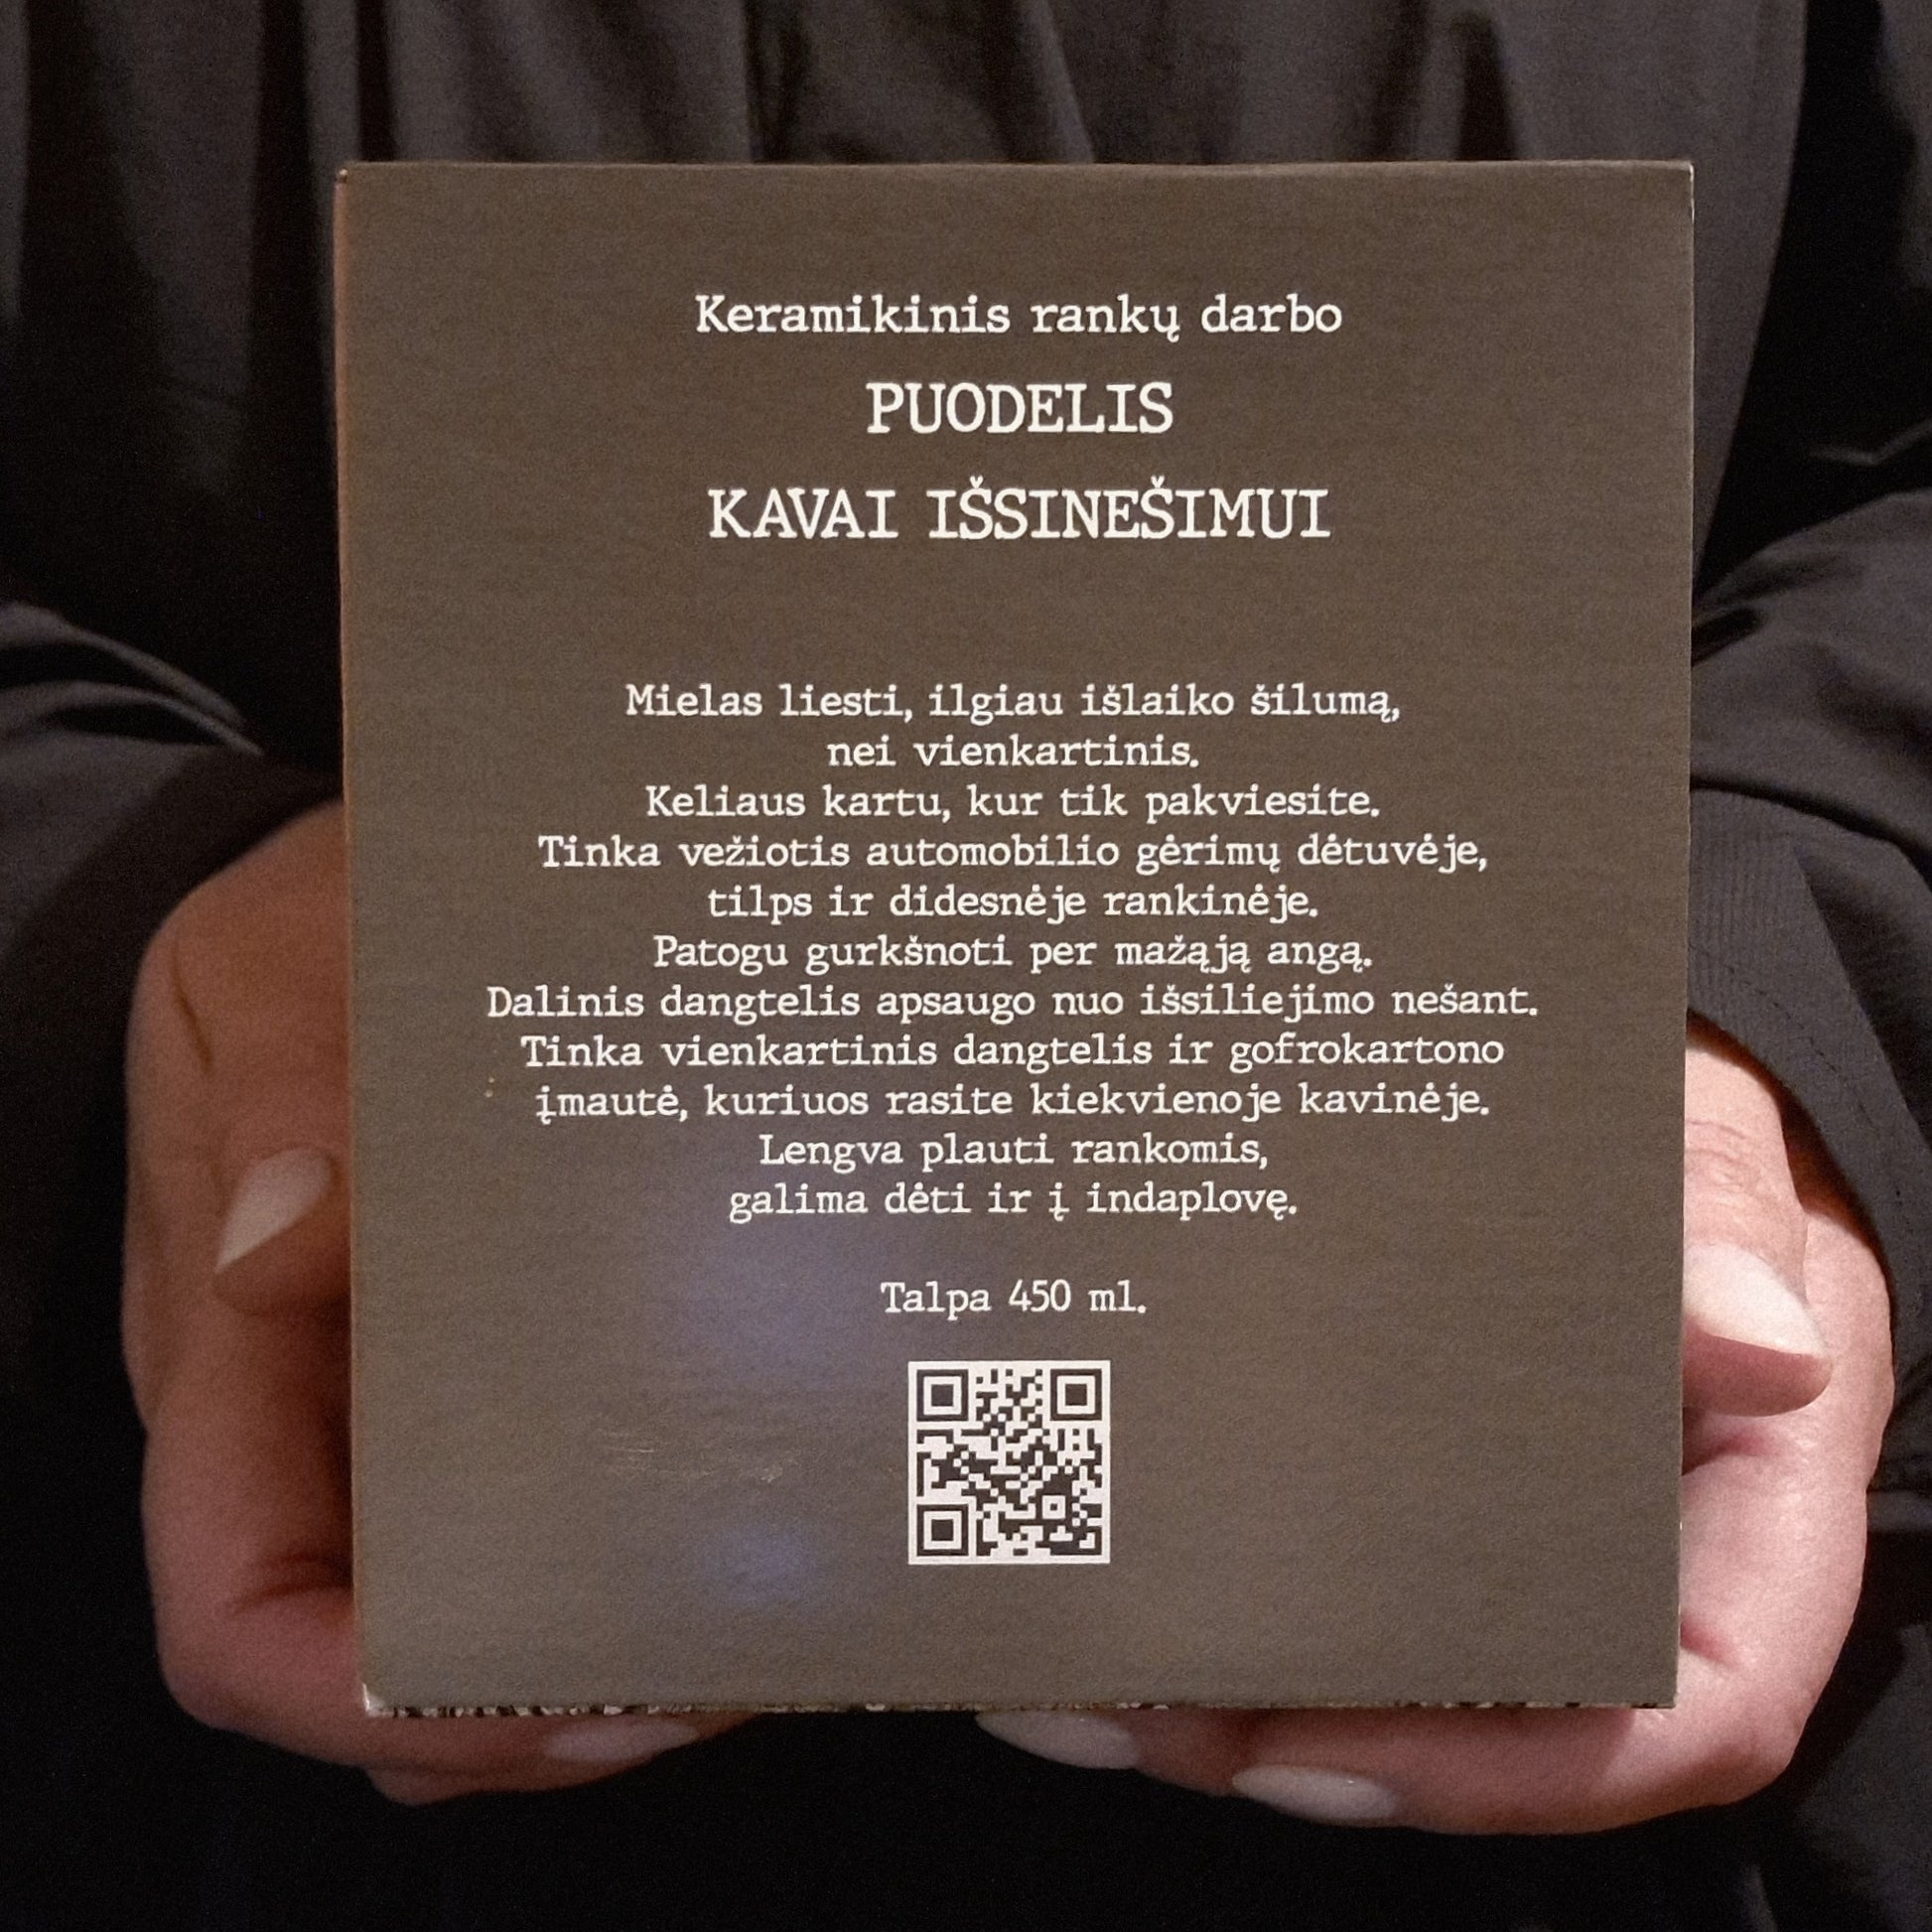 Keramikinis rankų darbo
PUODELIS
KAVAI IŠSINEŠIMUI
Mielas liesti, ilgiau išlaiko šilumą,
nei vienkartinis.
Keliaus kartu, kur tik pakviesite.
Tinka vežiotis automobilio gėrimų dėtuvėje,
tilps ir didesnėje rankinėje.
Patogu gurkšnoti per mažąją angą.
Dalinis dangtelis apsaugo nuo išsiliejimo nešant.
Tinka vienkartinis dangtelis ir gofrokartono
įmautė, kuriuos rasite kiekvienoje kavinėje.
Lengva plauti rankomis,
galima dėti ir į indaplovę.
Talpa 450 ml.